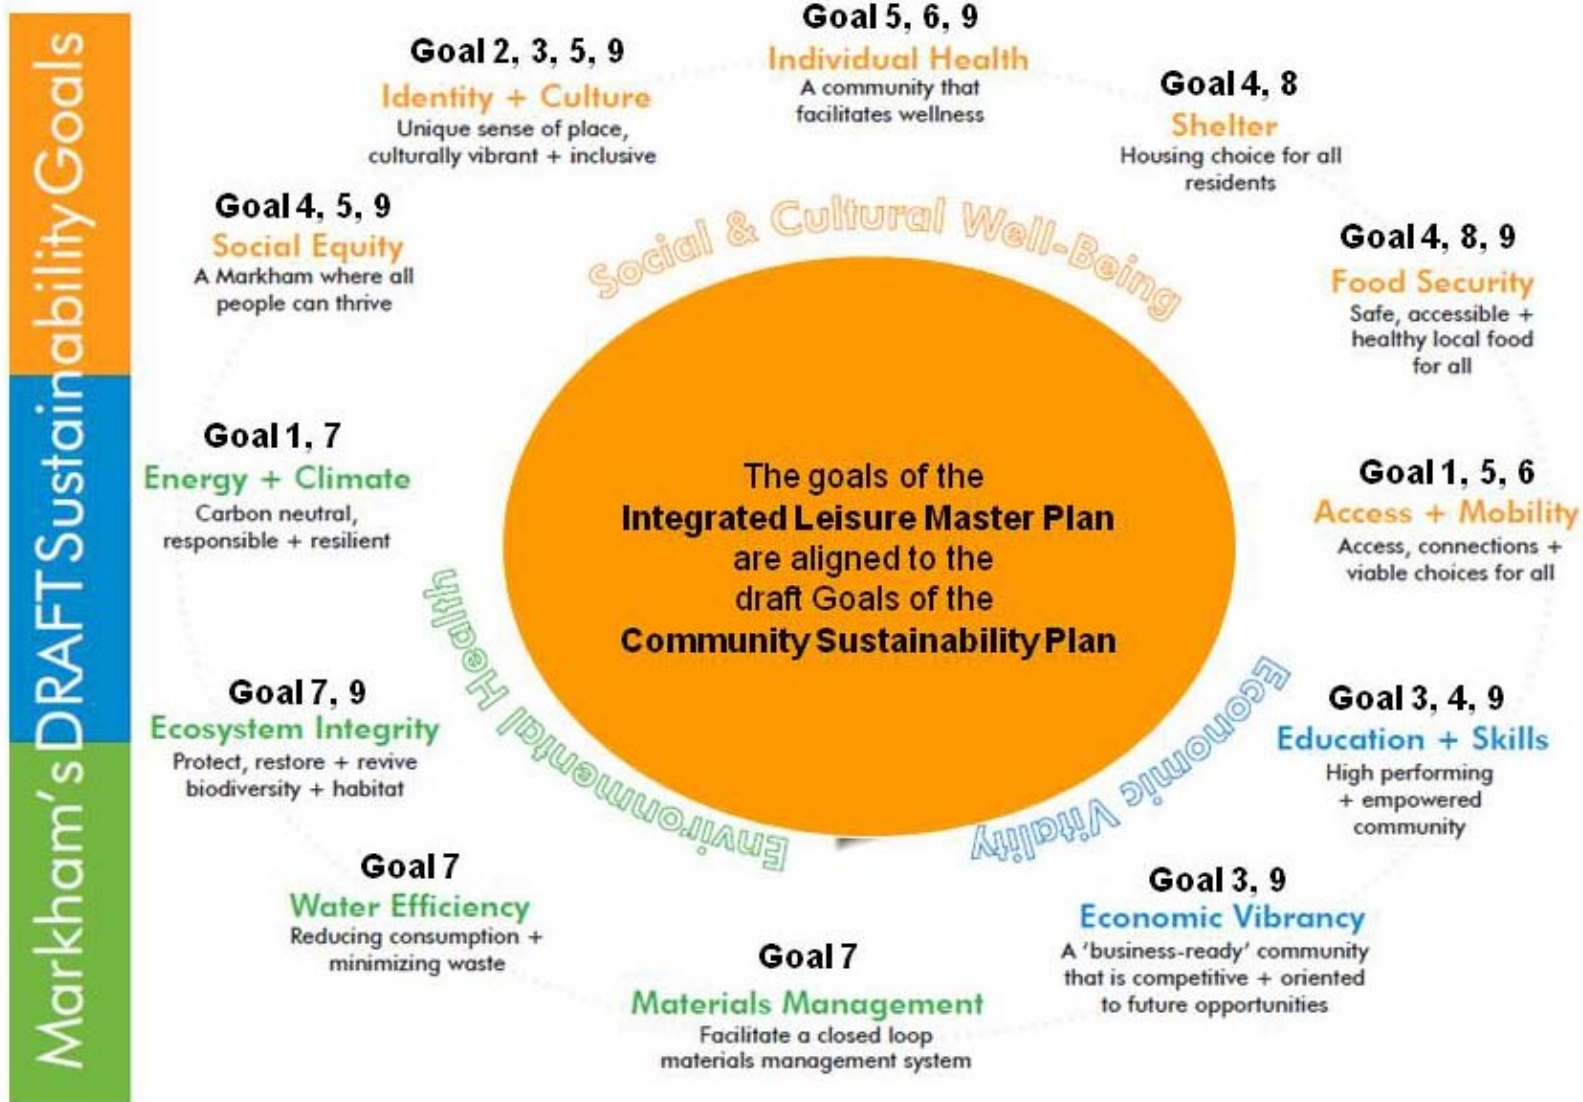 Markham's DRAFT Sustainability Goals
Goal 5, 6, 9
Individual Health
A community that
facilitates wellness
Goal 4, 8
Shelter
Housing choice for all
residents
Goal 4, 8, 9
Food Security
Safe, accessible +
healthy local food
for all
Goal 1, 5, 6
Access + Mobility
Access, connections +
viable choices for all
Goal 3, 4, 9
Education + Skills
High performing
+ empowered
community
Goal 3, 9
Economic Vibrancy
A 'business-ready' community
that is competitive + oriented
to future opportunities
Goal 7
Materials Management
Facilitate a closed loop
materials management system
Goal 7
Water Efficiency
Reducing consumption +
minimizing waste
Goal 7, 9
Ecosystem Integrity
Protect, restore + revive
biodiversity + habitat
Goal 1, 7
Energy + Climate
Carbon neutral,
responsible + resilient
Goal 4, 5, 9
Social Equity
A Markham where all
people can thrive
Goal 2, 3, 5, 9
Identity + Culture
Unique sense of place,
culturally vibrant + inclusive
Social & Cultural Well-Being
Economic Vitality
Environmental Health
The goals of the
Integrated Leisure Master Plan
are aligned to the
draft Goals of the
Community Sustainability Plan